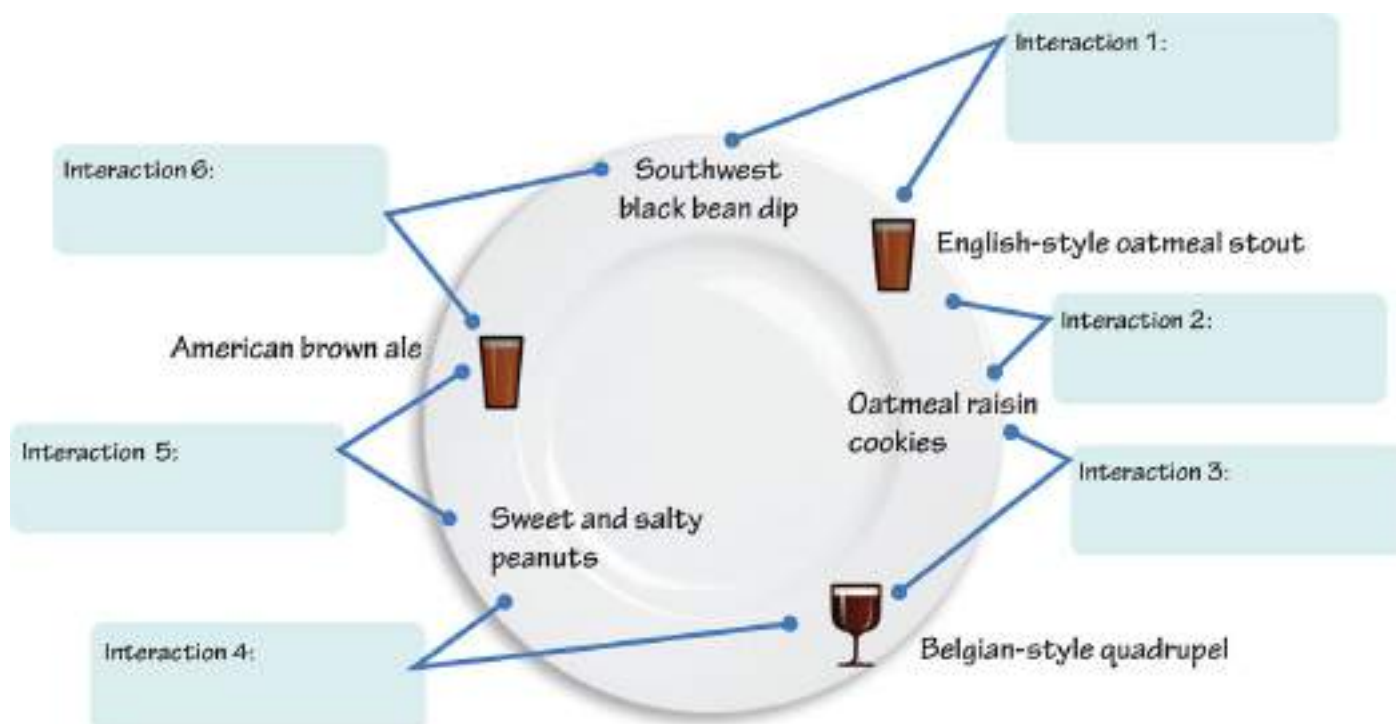 Interaction 1:
Interaction 6:
Southwest
black bean dip
English-style oatmeal stout
Interaction 2:
American brown ale
Oatmeal raisin
cookies
Interaction 5:
Interaction 3:
Sweet and salty
peanuts
Interaction 4:
Belgian-style quadrupel